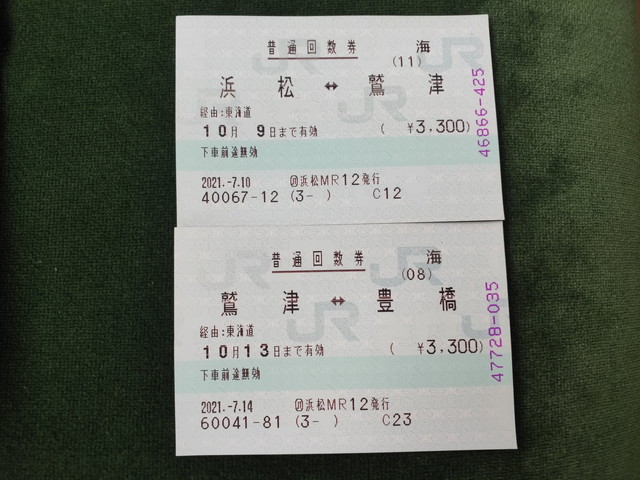 普通回数券 海
(11)
浜松 ↔ 鷲津
経由:東海道
10月 9日まで有効 ( ¥3,300)
下車前途無効
2021.-7.10 Ⓤ浜松MR12発行
40067-12 (3- ) C12
46866-425
普通回数券 海
(08)
鷲津 ↔ 豊橋
経由:東海道
10月13日まで有効 ( ¥3,300)
下車前途無効
2021.-7.14 Ⓤ浜松MR12発行
60041-81 (3- ) C23
47728-035